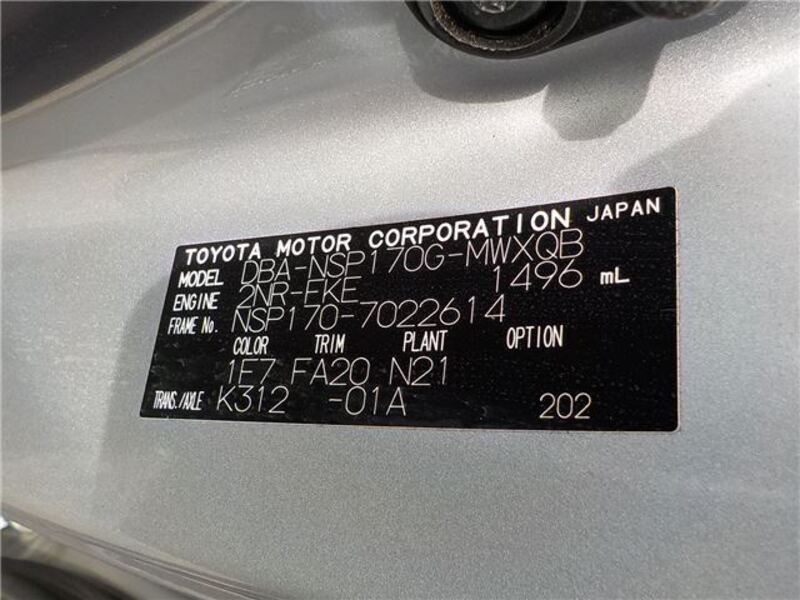 TOYOTA MOTOR CORPORATION JAPAN
MODEL DBA-NSP170G-MWXQB
ENGINE 2NR-FKE 1496 mL
FRAME No. NSP170-7022614
COLOR TRIM PLANT OPTION
1E7 FA20 N21
TRANS./AXLE K312 -01A 202